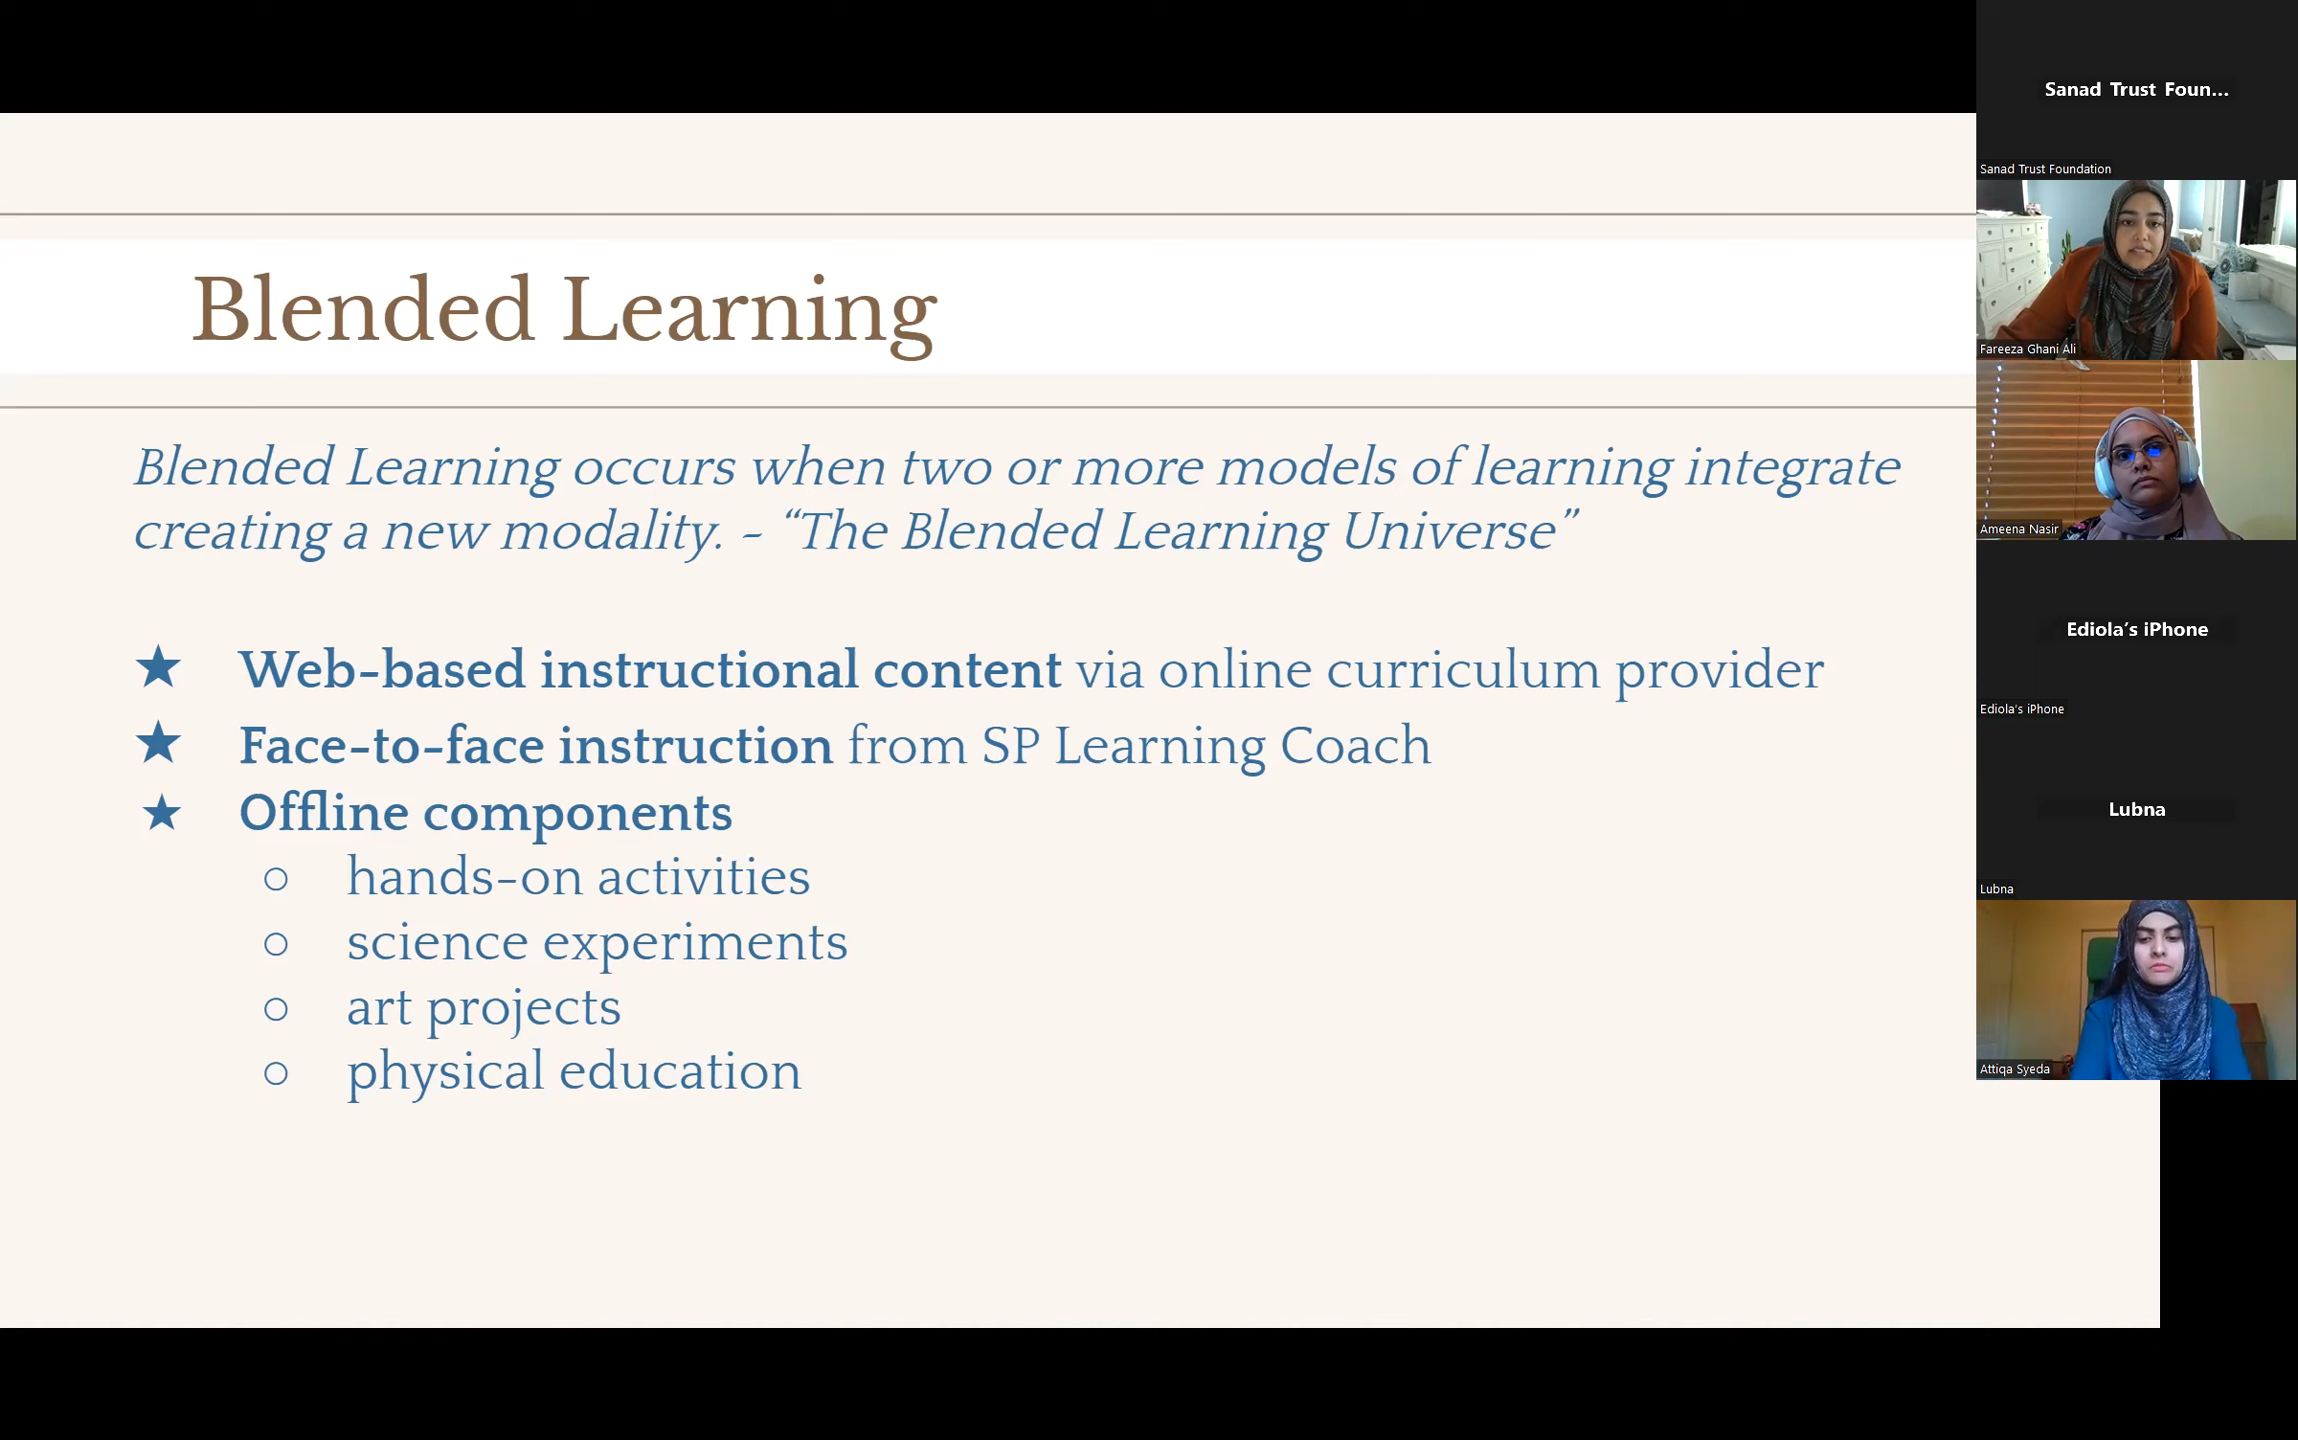 Blended Learning
Blended Learning occurs when two or more models of learning integrate
creating a new modality. - “The Blended Learning Universe”
★ Web-based instructional content via online curriculum provider
★ Face-to-face instruction from SP Learning Coach
★ Offline components
○ hands-on activities
○ science experiments
○ art projects
○ physical education
Sanad Trust Foun...
Sanad Trust Foundation
Fareeza Ghani Ali
Ameena Nasir
Ediola's iPhone
Ediola's iPhone
Lubna
Lubna
Attiqa Syeda